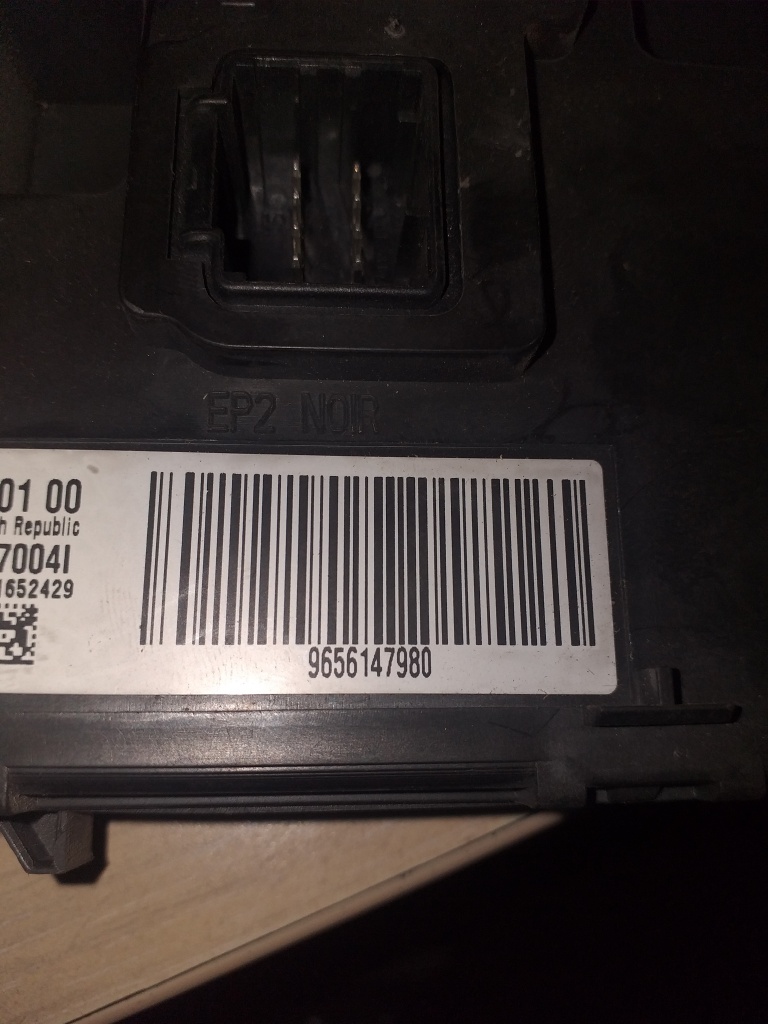 EP2 NOIR
01 00
h Republic
7004I
1652429
9656147980